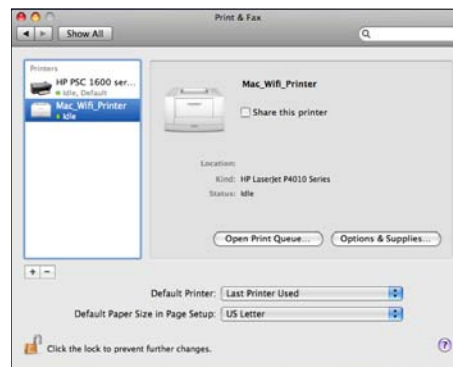 Print & Fax
Show All
Printers
HP PSC 1600 ser...
Idle, Default
Mac_Wifi_Printer
Idle
Mac_Wifi_Printer
Share this printer
Location:
Kind: HP LaserJet P4010 Series
Status: Idle
Open Print Queue... Options & Supplies...
+ -
Default Printer: Last Printer Used
Default Paper Size in Page Setup: US Letter
Click the lock to prevent further changes.
?